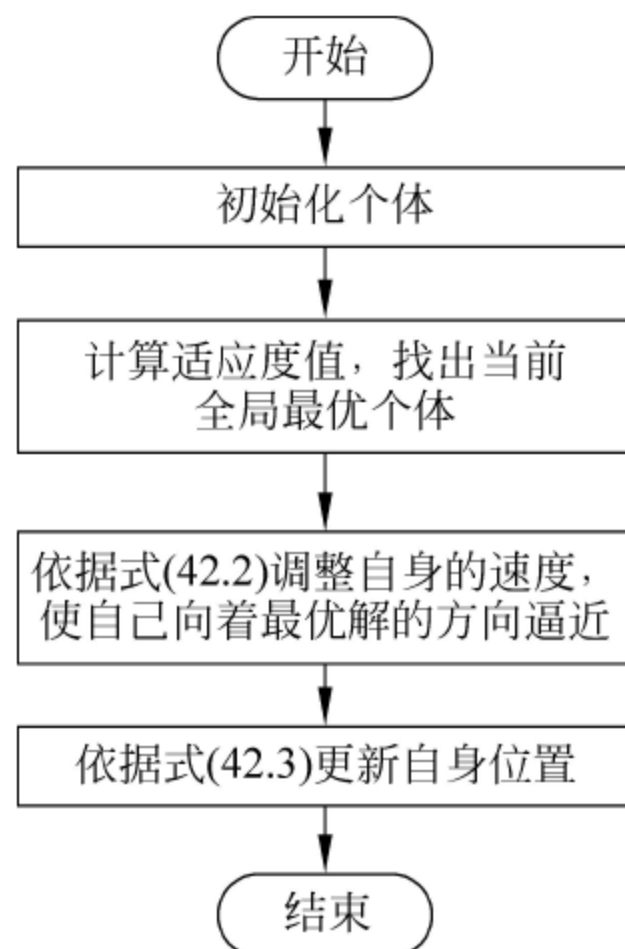 开始
初始化个体
计算适应度值，找出当前
全局最优个体
依据式(42.2)调整自身的速度，
使自己向着最优解的方向逼近
依据式(42.3)更新自身位置
结束